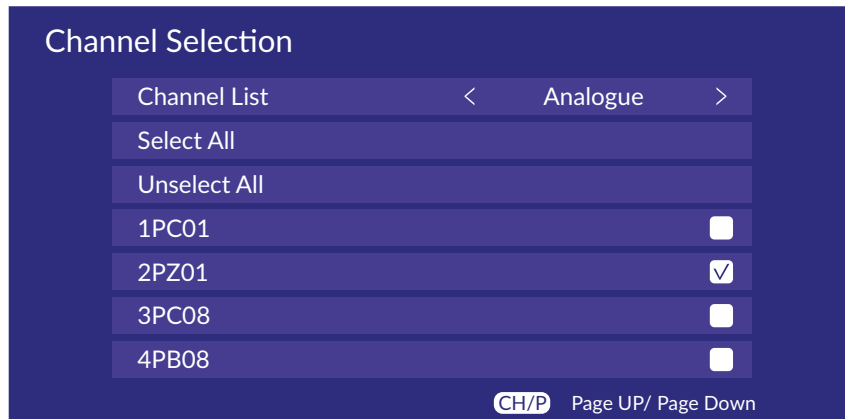 Channel Selection
Channel List < Analogue >
Select All
Unselect All
1PC01
2PZ01
3PC08
4PB08
CH/P Page UP/ Page Down